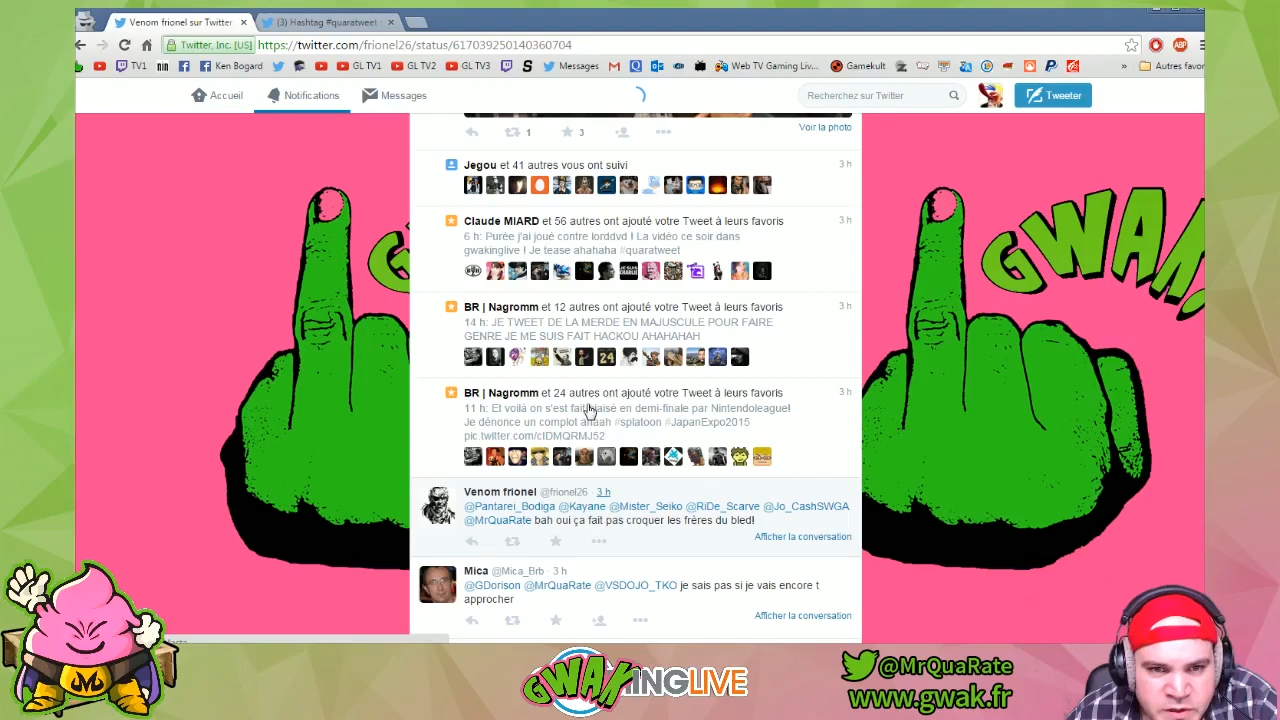 Venom frionel sur Twitter
(3) Hashtag #quaratweet
Twitter, Inc. [US] https://twitter.com/frionel26/status/617039250140360704
TV1 Ken Bogard GL TV1 GL TV2 GL TV3 Messages Web TV Gaming Liv... Gamekult Autres favor
Accueil Notifications Messages Recherchez sur Twitter Tweeter
1 3 Voir la photo
Jegou et 41 autres vous ont suivi 3 h
Claude MIARD et 56 autres ont ajouté votre Tweet à leurs favoris 3 h
6 h: Purée j'ai joué contre lorddvd ! La vidéo ce soir dans
gwakinglive ! Je tease ahahaha #quaratweet
BR | Nagromm et 12 autres ont ajouté votre Tweet à leurs favoris 3 h
14 h: JE TWEET DE LA MERDE EN MAJUSCULE POUR FAIRE
GENRE JE ME SUIS FAIT HACKOU AHAHAHAH
BR | Nagromm et 24 autres ont ajouté votre Tweet à leurs favoris 3 h
11 h: Et voilà on s'est fait en demi-finale par Nintendoleague!
Je dénonce un complot #splatoon #JapanExpo2015
pic.twitter.com/cIDMQRMJ52
Venom frionel @frionel26 · 3 h
@Pantarei_Bodiga @Kayane @Mister_Seiko @RiDe_Scarve @Jo_CashSWGA
@MrQuaRate bah oui ça fait pas croquer les frères du bled!
Afficher la conversation
Mica @Mica_Brb · 3 h
@GDorison @MrQuaRate @VSDOJO_TKO je sais pas si je vais encore t
approcher
Afficher la conversation
GWAK
GWAKINGLIVE
@MrQuaRate
www.gwak.fr